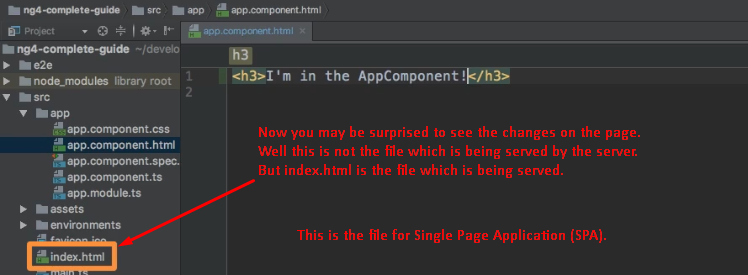 ng4-complete-guide src app app.component.html
Project
app.component.html
ng4-complete-guide ~/develo
e2e
node_modules library root
src
app
app.component.css
app.component.html
app.component.spec.
app.component.ts
app.module.ts
assets
environments
favicon.ico
index.html
main.ts
h3
1 <h3>I'm in the AppComponent!</h3>
2
Now you may be surprised to see the changes on the page.
Well this is not the file which is being served by the server.
But index.html is the file which is being served.
This is the file for Single Page Application (SPA).